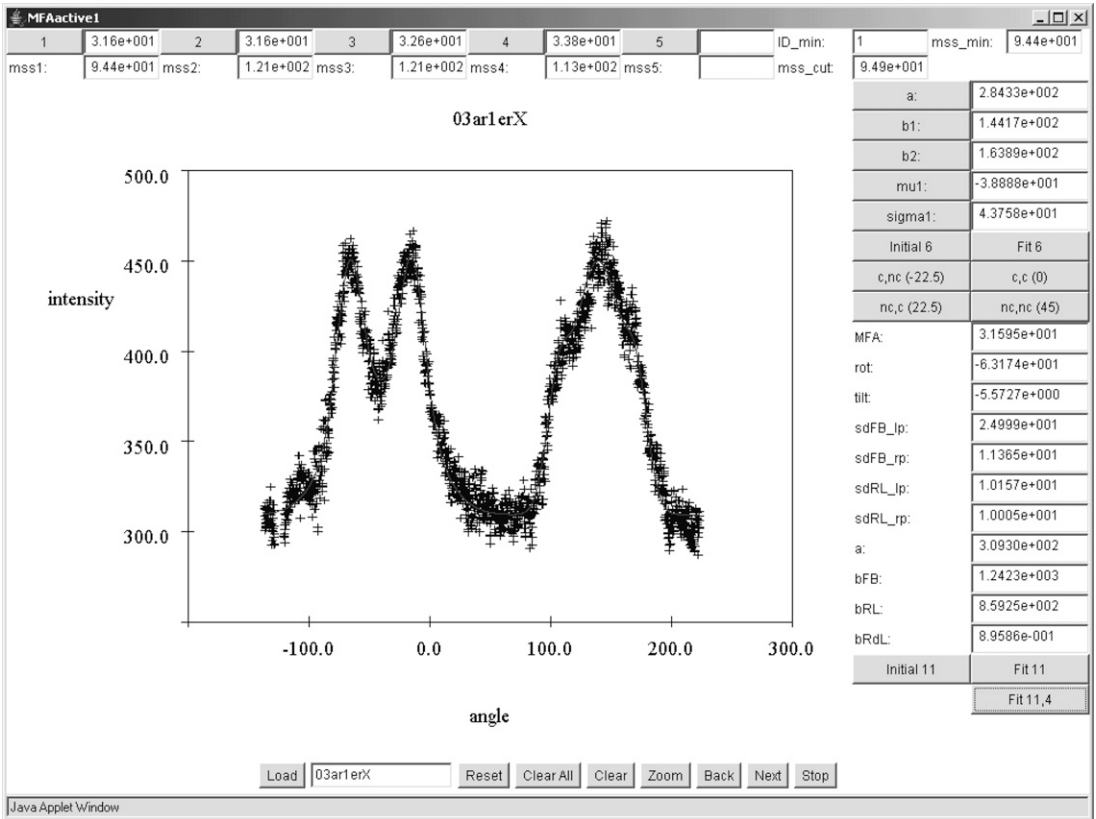 MFAactive1
1 3.16e+001 2 3.16e+001 3 3.26e+001 4 3.38e+001 5 ID_min: 1 mss_min: 9.44e+001
mss1: 9.44e+001 mss2: 1.21e+002 mss3: 1.21e+002 mss4: 1.13e+002 mss5: mss_cut: 9.49e+001
03ar1erX
500.0
450.0
intensity
400.0
350.0
300.0
-100.0 0.0 100.0 200.0 300.0
angle
a: 2.8433e+002
b1: 1.4417e+002
b2: 1.6389e+002
mu1: -3.8888e+001
sigma1: 4.3758e+001
Initial 6 Fit 6
c,nc (-22.5) c,c (0)
nc,c (22.5) nc,nc (45)
MFA: 3.1595e+001
rot: -6.3174e+001
tilt: -5.5727e+000
sdFB_lp: 2.4999e+001
sdFB_rp: 1.1365e+001
sdRL_lp: 1.0157e+001
sdRL_rp: 1.0005e+001
a: 3.0930e+002
bFB: 1.2423e+003
bRL: 8.5925e+002
bRdL: 8.9586e-001
Initial 11 Fit 11
Fit 11,4
Load 03ar1erX Reset Clear All Clear Zoom Back Next Stop
Java Applet Window